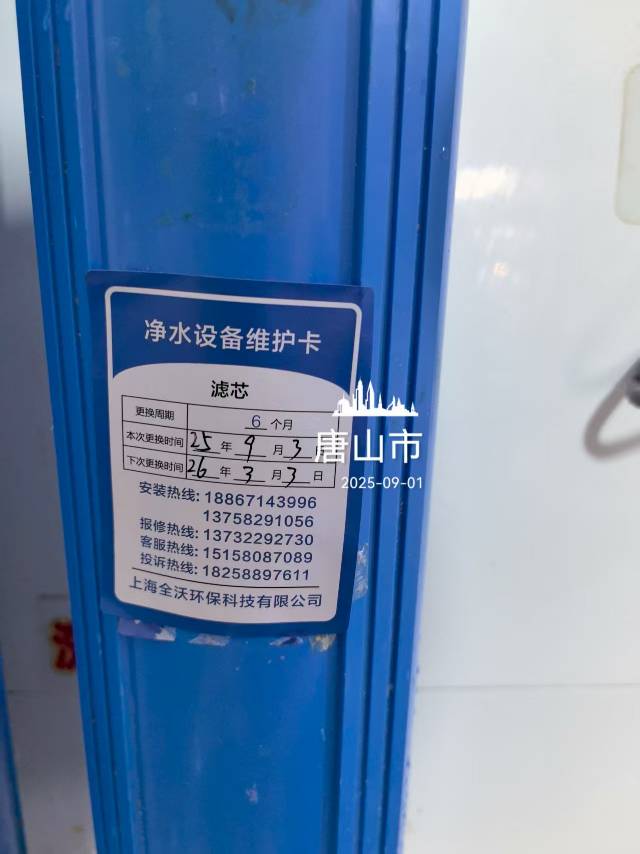 净水设备维护卡
滤芯
更换周期 6 个月
本次更换时间 25 年 9 月 3 日
下次更换时间 26 年 3 月 3 日
安装热线: 18867143996
13758291056
报修热线: 13732292730
客服热线: 15158087089
投诉热线: 18258897611
上海全沃环保科技有限公司
唐山市
2025-09-01